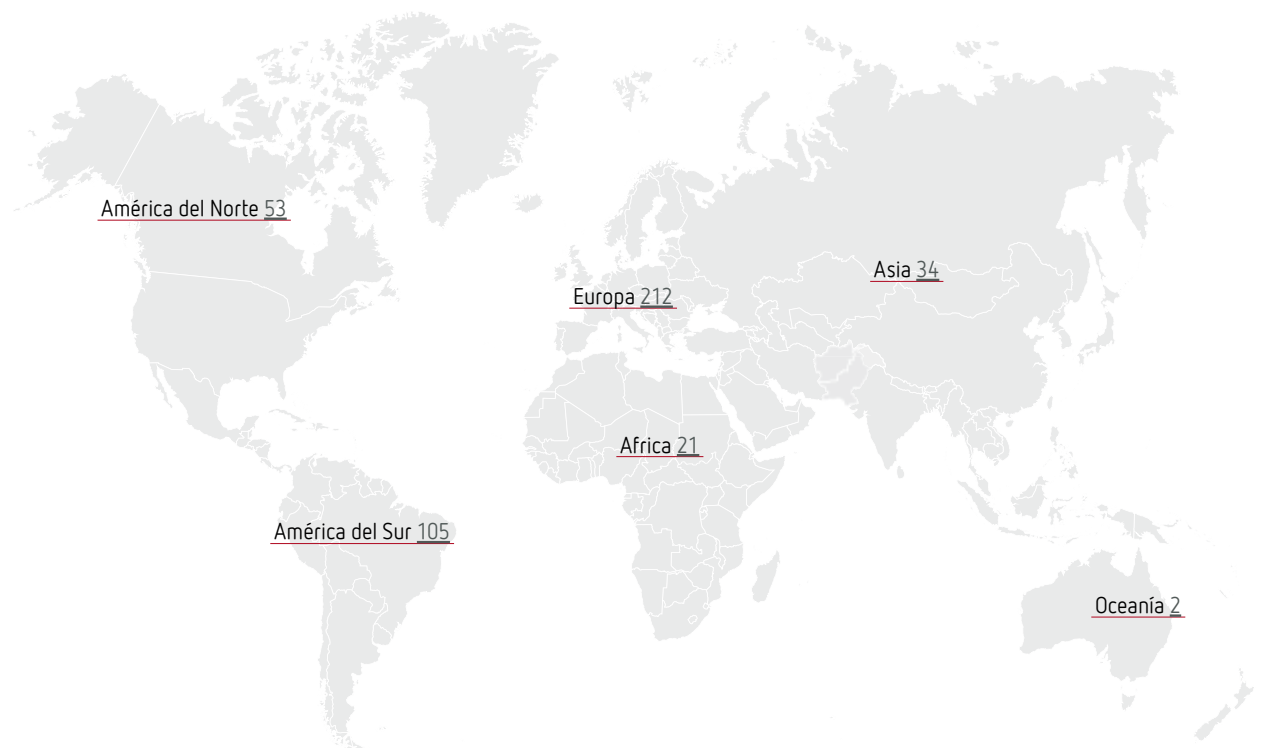 América del Norte 53
Asia 34
Europa 212
Africa 21
América del Sur 105
Oceanía 2